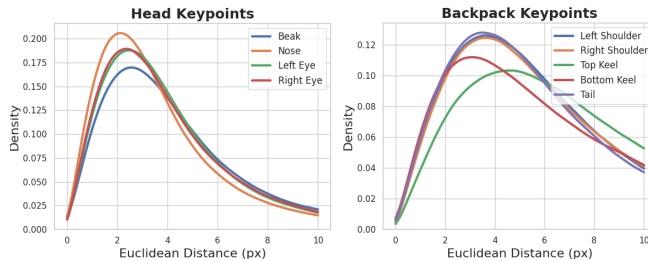 Head Keypoints
Beak
Nose
Left Eye
Right Eye
0.200
0.175
0.150
0.125
0.100
0.075
0.050
0.025
0.000
Density
0 2 4 6 8 10
Euclidean Distance (px)
Backpack Keypoints
Left Shoulder
Right Shoulder
Top Keel
Bottom Keel
Tail
0.12
0.10
0.08
0.06
0.04
0.02
0.00
Density
0 2 4 6 8 10
Euclidean Distance (px)